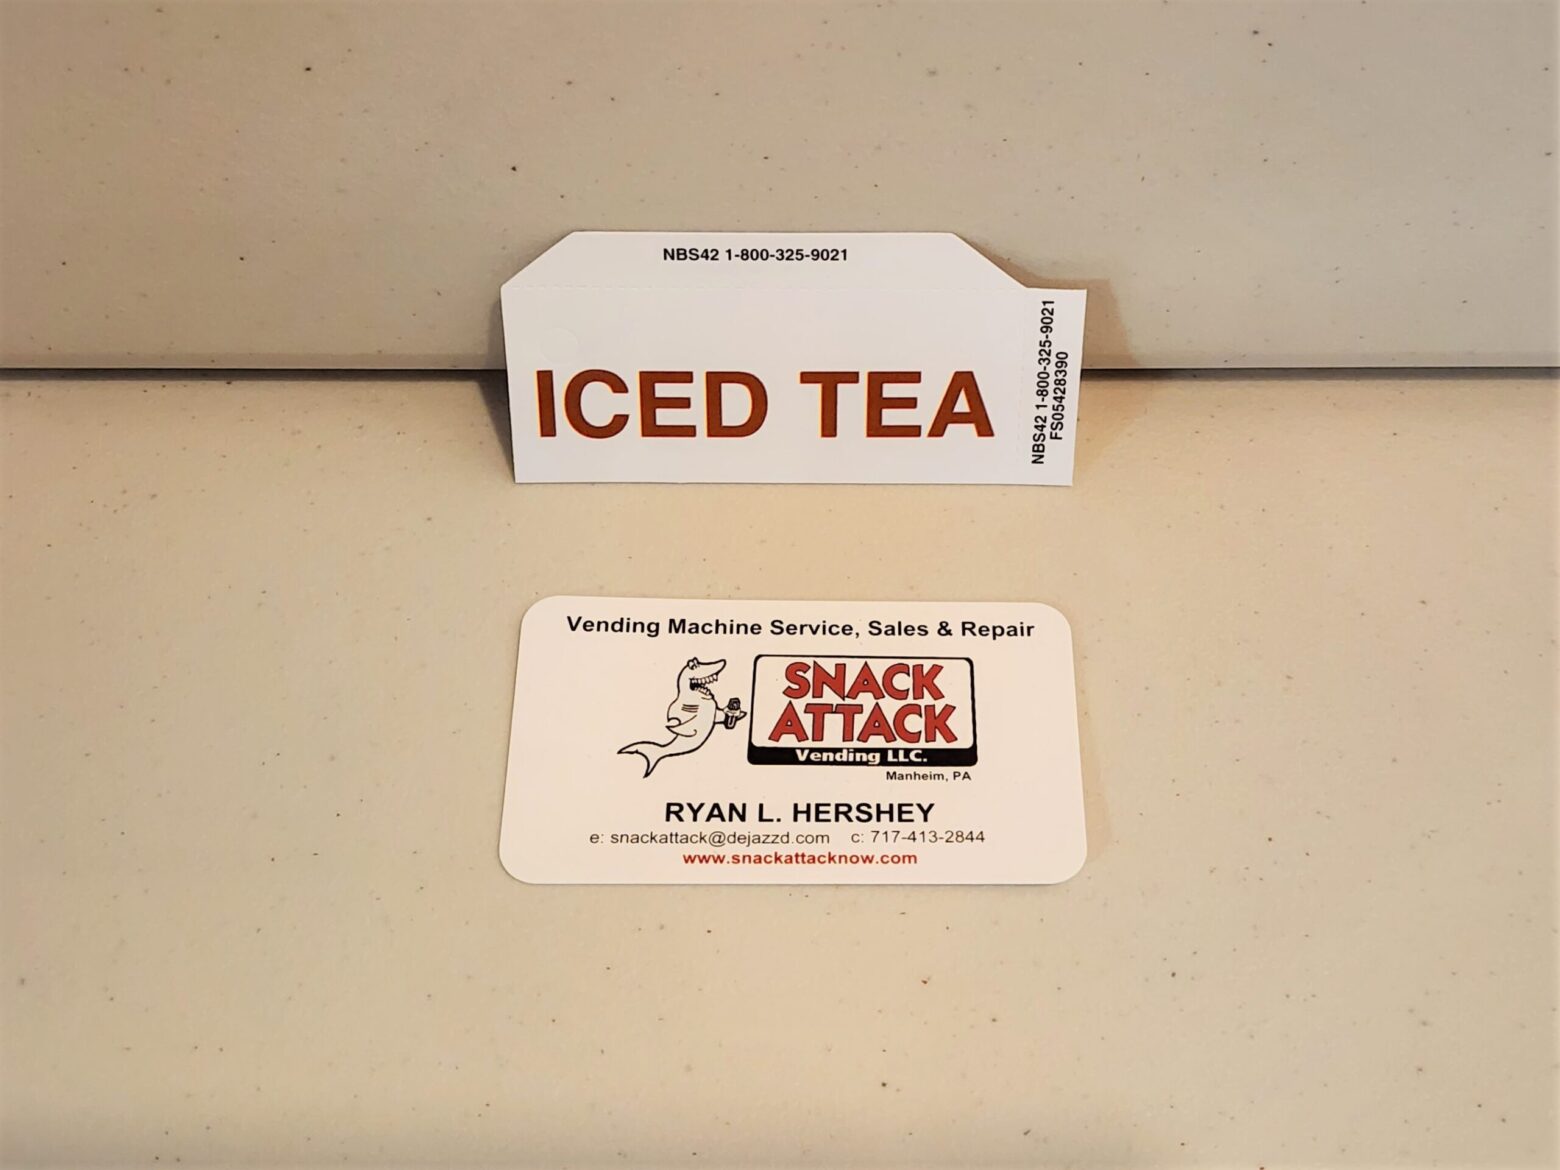 NBS42 1-800-325-9021
ICED TEA
NBS42 1-800-325-9021
FS05428390
Vending Machine Service, Sales & Repair
SNACK
ATTACK
Vending LLC.
Manheim, PA
RYAN L. HERSHEY
e: snackattack@dejazzd.com c: 717-413-2844
www.snackattacknow.com